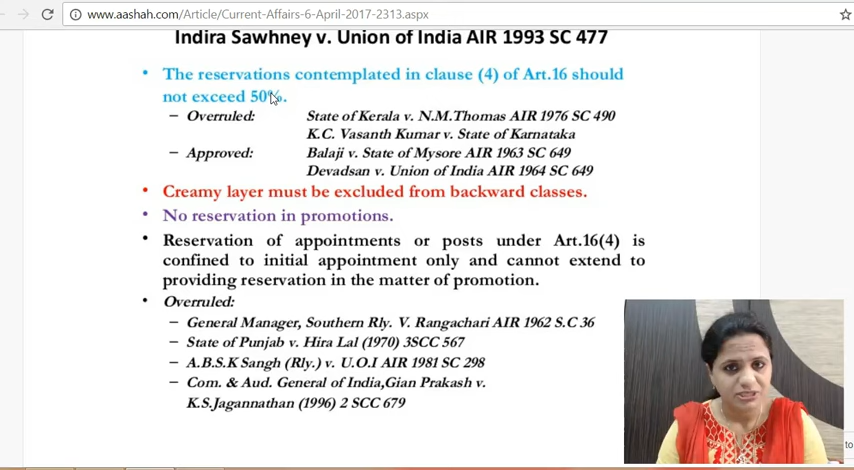 www.aashah.com/Article/Current-Affairs-6-April-2017-2313.aspx
Indira Sawhney v. Union of India AIR 1993 SC 477
• The reservations contemplated in clause (4) of Art.16 should
not exceed 50%.
– Overruled: State of Kerala v. N.M.Thomas AIR 1976 SC 490
K.C. Vasanth Kumar v. State of Karnataka
– Approved: Balaji v. State of Mysore AIR 1963 SC 649
Devadsan v. Union of India AIR 1964 SC 649
• Creamy layer must be excluded from backward classes.
• No reservation in promotions.
• Reservation of appointments or posts under Art.16(4) is
confined to initial appointment only and cannot extend to
providing reservation in the matter of promotion.
• Overruled:
– General Manager, Southern Rly. V. Rangachari AIR 1962 S.C 36
– State of Punjab v. Hira Lal (1970) 3SCC 567
– A.B.S.K Sangh (Rly.) v. U.O.I AIR 1981 SC 298
– Com. & Aud. General of India,Gian Prakash v.
K.S.Jagannathan (1996) 2 SCC 679
to